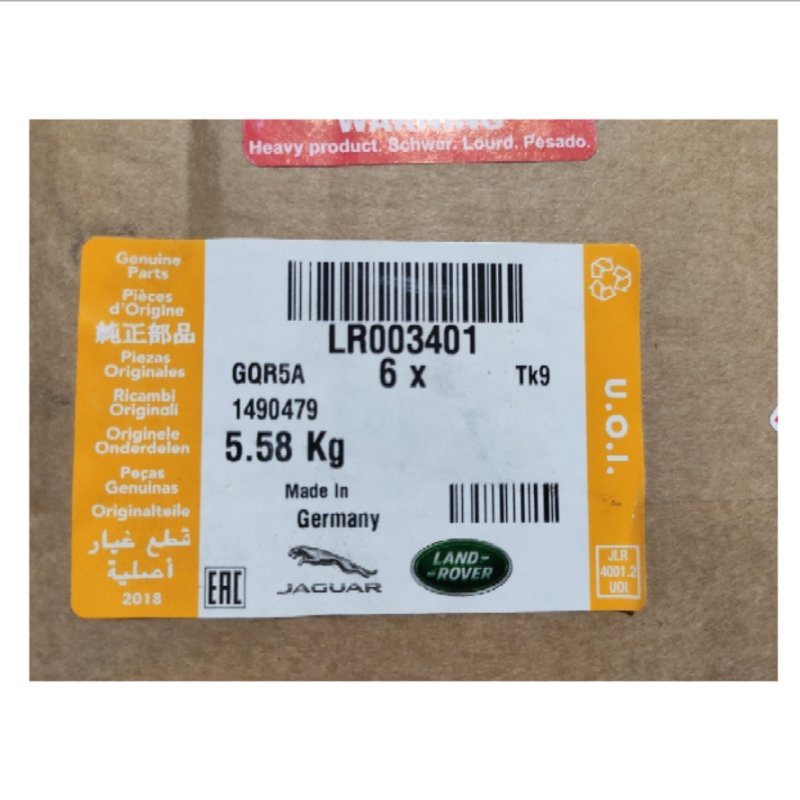 WARNING
Heavy product. Schwer. Lourd. Pesado.
Genuine
Parts
Pièces
d'Origine
純正部品
Piezas
Originales
Ricambi
Originali
Originele
Onderdelen
Peças
Genuinas
Originalteile
قطع غيار
أصلية
2018
LR003401
GQR5A 6 x Tk9
1490479
5.58 Kg
Made In
Germany
EAC
JAGUAR
LAND-
-ROVER
u.o.i.
JLR
4001.2
UOI